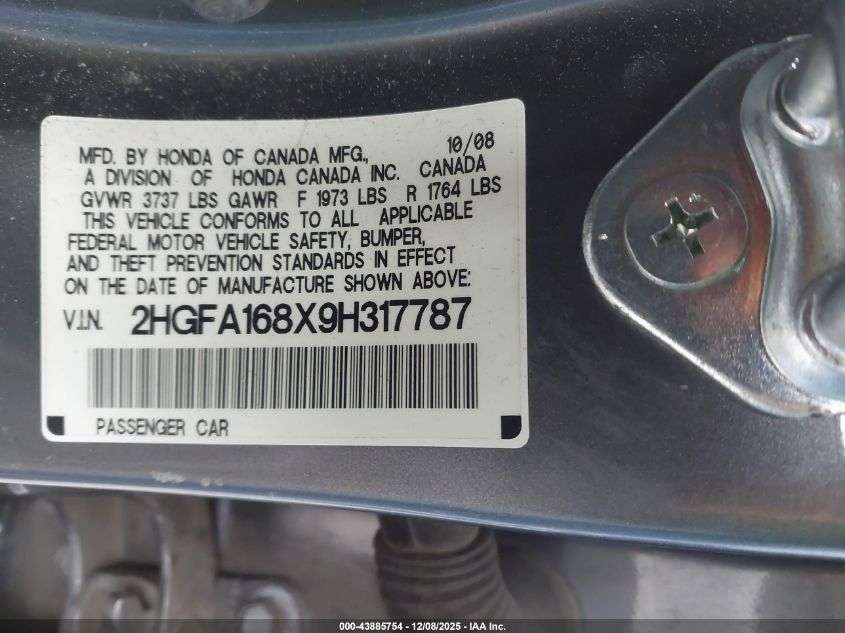 10/08
MFD. BY HONDA OF CANADA MFG.,
A DIVISION OF HONDA CANADA INC. CANADA
GVWR 3737 LBS GAWR F 1973 LBS R 1764 LBS
THIS VEHICLE CONFORMS TO ALL APPLICABLE
FEDERAL MOTOR VEHICLE SAFETY, BUMPER,
AND THEFT PREVENTION STANDARDS IN EFFECT
ON THE DATE OF MANUFACTURE SHOWN ABOVE:
V.I.N. 2HGFA168X9H317787
PASSENGER CAR
000-43885754 - 12/08/2025 - IAA Inc.